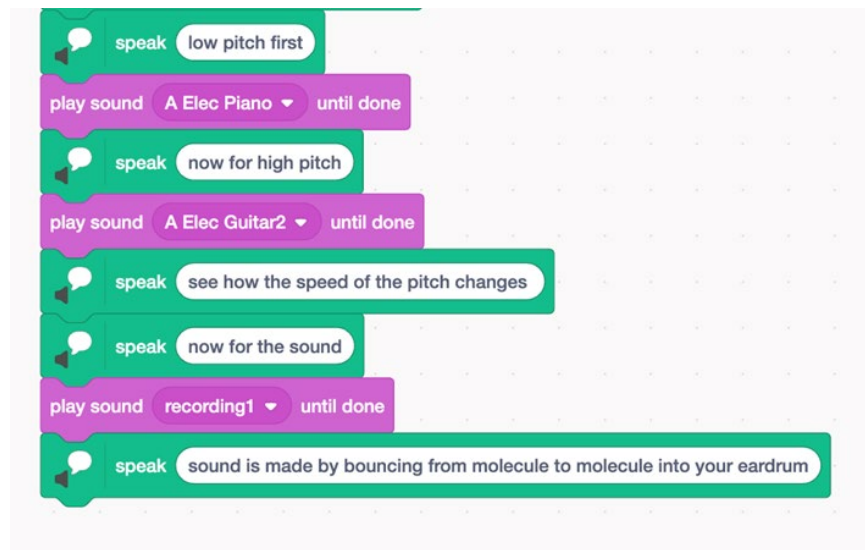 speak low pitch first
play sound A Elec Piano until done
speak now for high pitch
play sound A Elec Guitar2 until done
speak see how the speed of the pitch changes
speak now for the sound
play sound recording1 until done
speak sound is made by bouncing from molecule to molecule into your eardrum